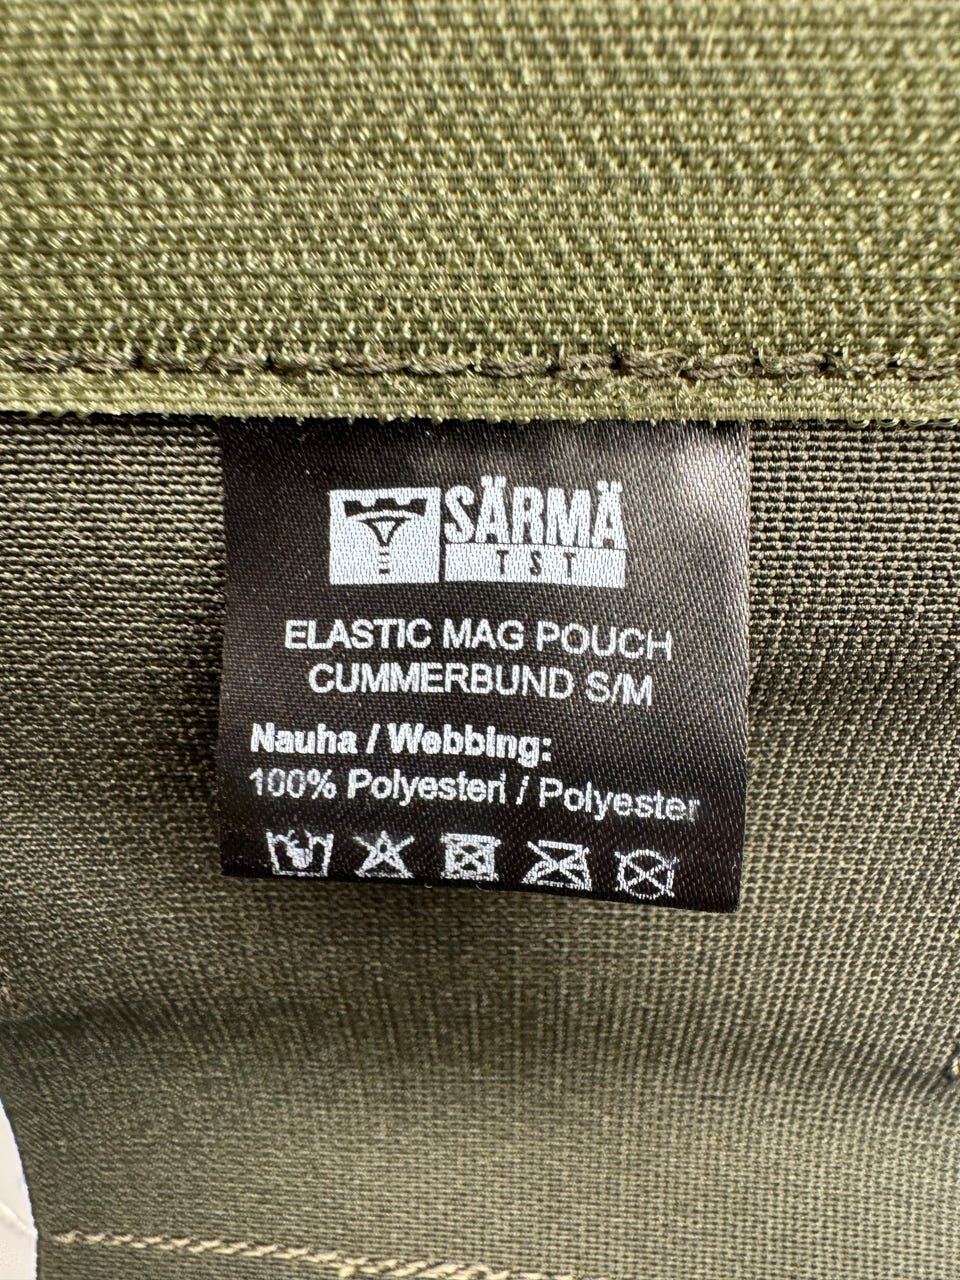 SÄRMÄ
TST
ELASTIC MAG POUCH
CUMMERBUND S/M
Nauha / Webbing:
100% Polyesteri / Polyester